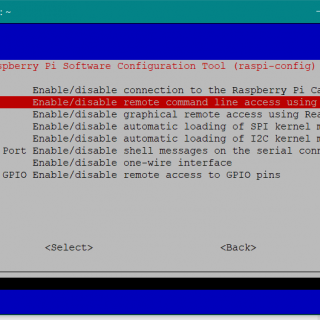 : ~
spberry Pi Software Configuration Tool (raspi-config)
Enable/disable connection to the Raspberry Pi Ca
Enable/disable remote command line access using
Enable/disable graphical remote access using Rea
Enable/disable automatic loading of SPI kernel m
Enable/disable automatic loading of I2C kernel m
Port Enable/disable shell messages on the serial conn
Enable/disable one-wire interface
GPIO Enable/disable remote access to GPIO pins
<Select> <Back>